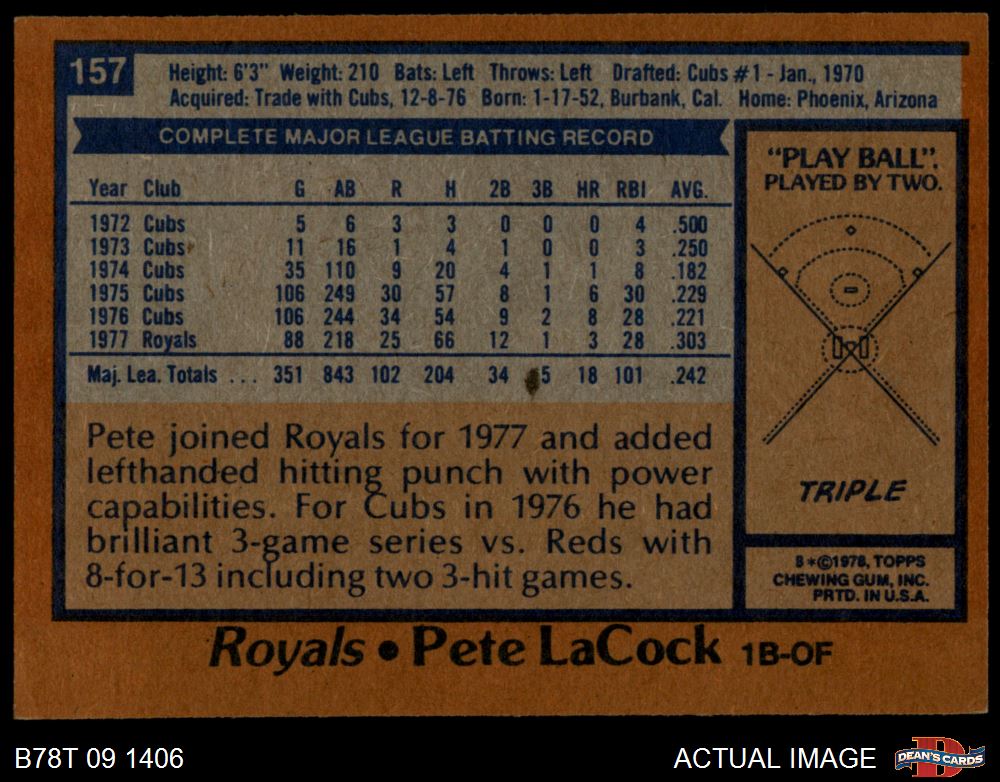 157
Height: 6'3" Weight: 210 Bats: Left Throws: Left Drafted: Cubs #1 - Jan., 1970
Acquired: Trade with Cubs, 12-8-76 Born: 1-17-52, Burbank, Cal. Home: Phoenix, Arizona
COMPLETE MAJOR LEAGUE BATTING RECORD
Year Club G AB R H 2B 3B HR RBI AVG.
1972 Cubs 5 6 3 3 0 0 0 4 .500
1973 Cubs 11 16 1 4 1 0 0 3 .250
1974 Cubs 35 110 9 20 4 1 1 8 .182
1975 Cubs 106 249 30 57 8 1 6 30 .229
1976 Cubs 106 244 34 54 9 2 8 28 .221
1977 Royals 88 218 25 66 12 1 3 28 .303
Maj. Lea. Totals ... 351 843 102 204 34 5 18 101 .242
Pete joined Royals for 1977 and added
lefthanded hitting punch with power
capabilities. For Cubs in 1976 he had
brilliant 3-game series vs. Reds with
8-for-13 including two 3-hit games.
"PLAY BALL".
PLAYED BY TWO.
TRIPLE
8*©1978, TOPPS
CHEWING GUM, INC.
PRTD. IN U.S.A.
Royals • Pete LaCock 1B-OF
B78T 09 1406
ACTUAL IMAGE
D
DEAN'S CARDS